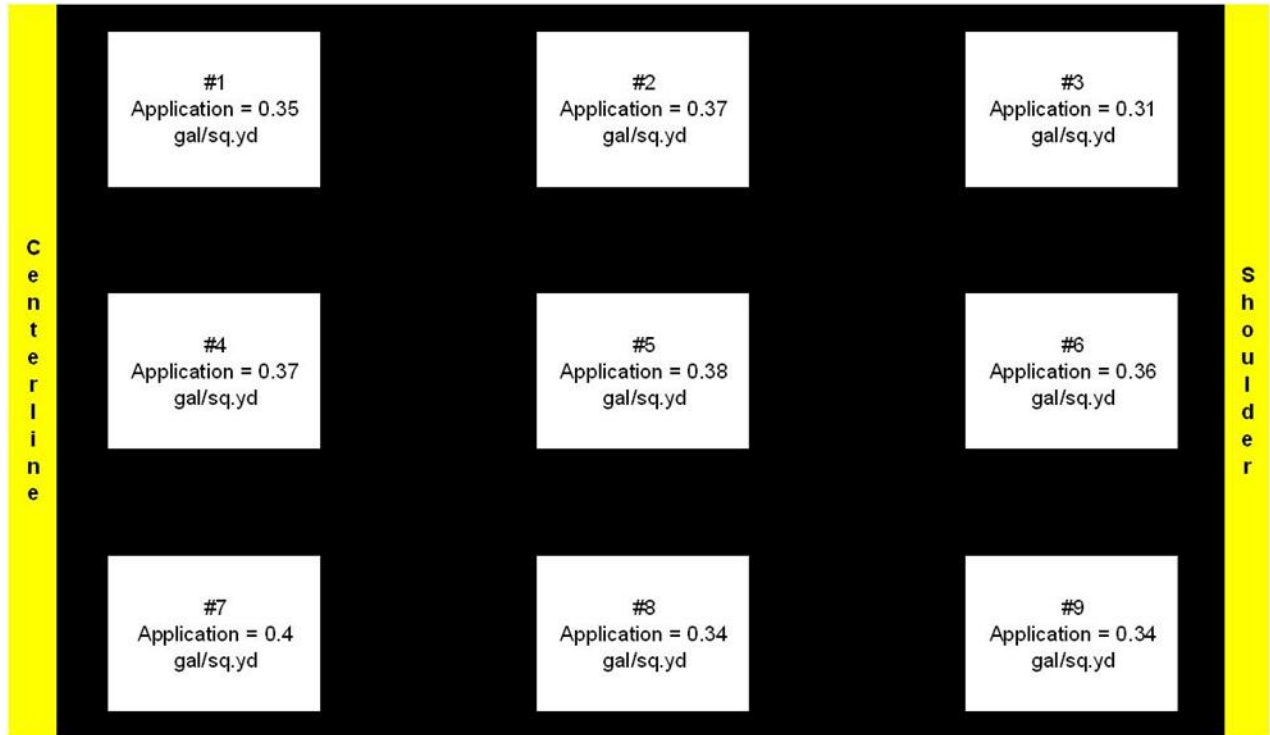 #1
Application = 0.35
gal/sq.yd
#2
Application = 0.37
gal/sq.yd
#3
Application = 0.31
gal/sq.yd
Centerline
#4
Application = 0.37
gal/sq.yd
#5
Application = 0.38
gal/sq.yd
#6
Application = 0.36
gal/sq.yd
Shoulder
#7
Application = 0.4
gal/sq.yd
#8
Application = 0.34
gal/sq.yd
#9
Application = 0.34
gal/sq.yd